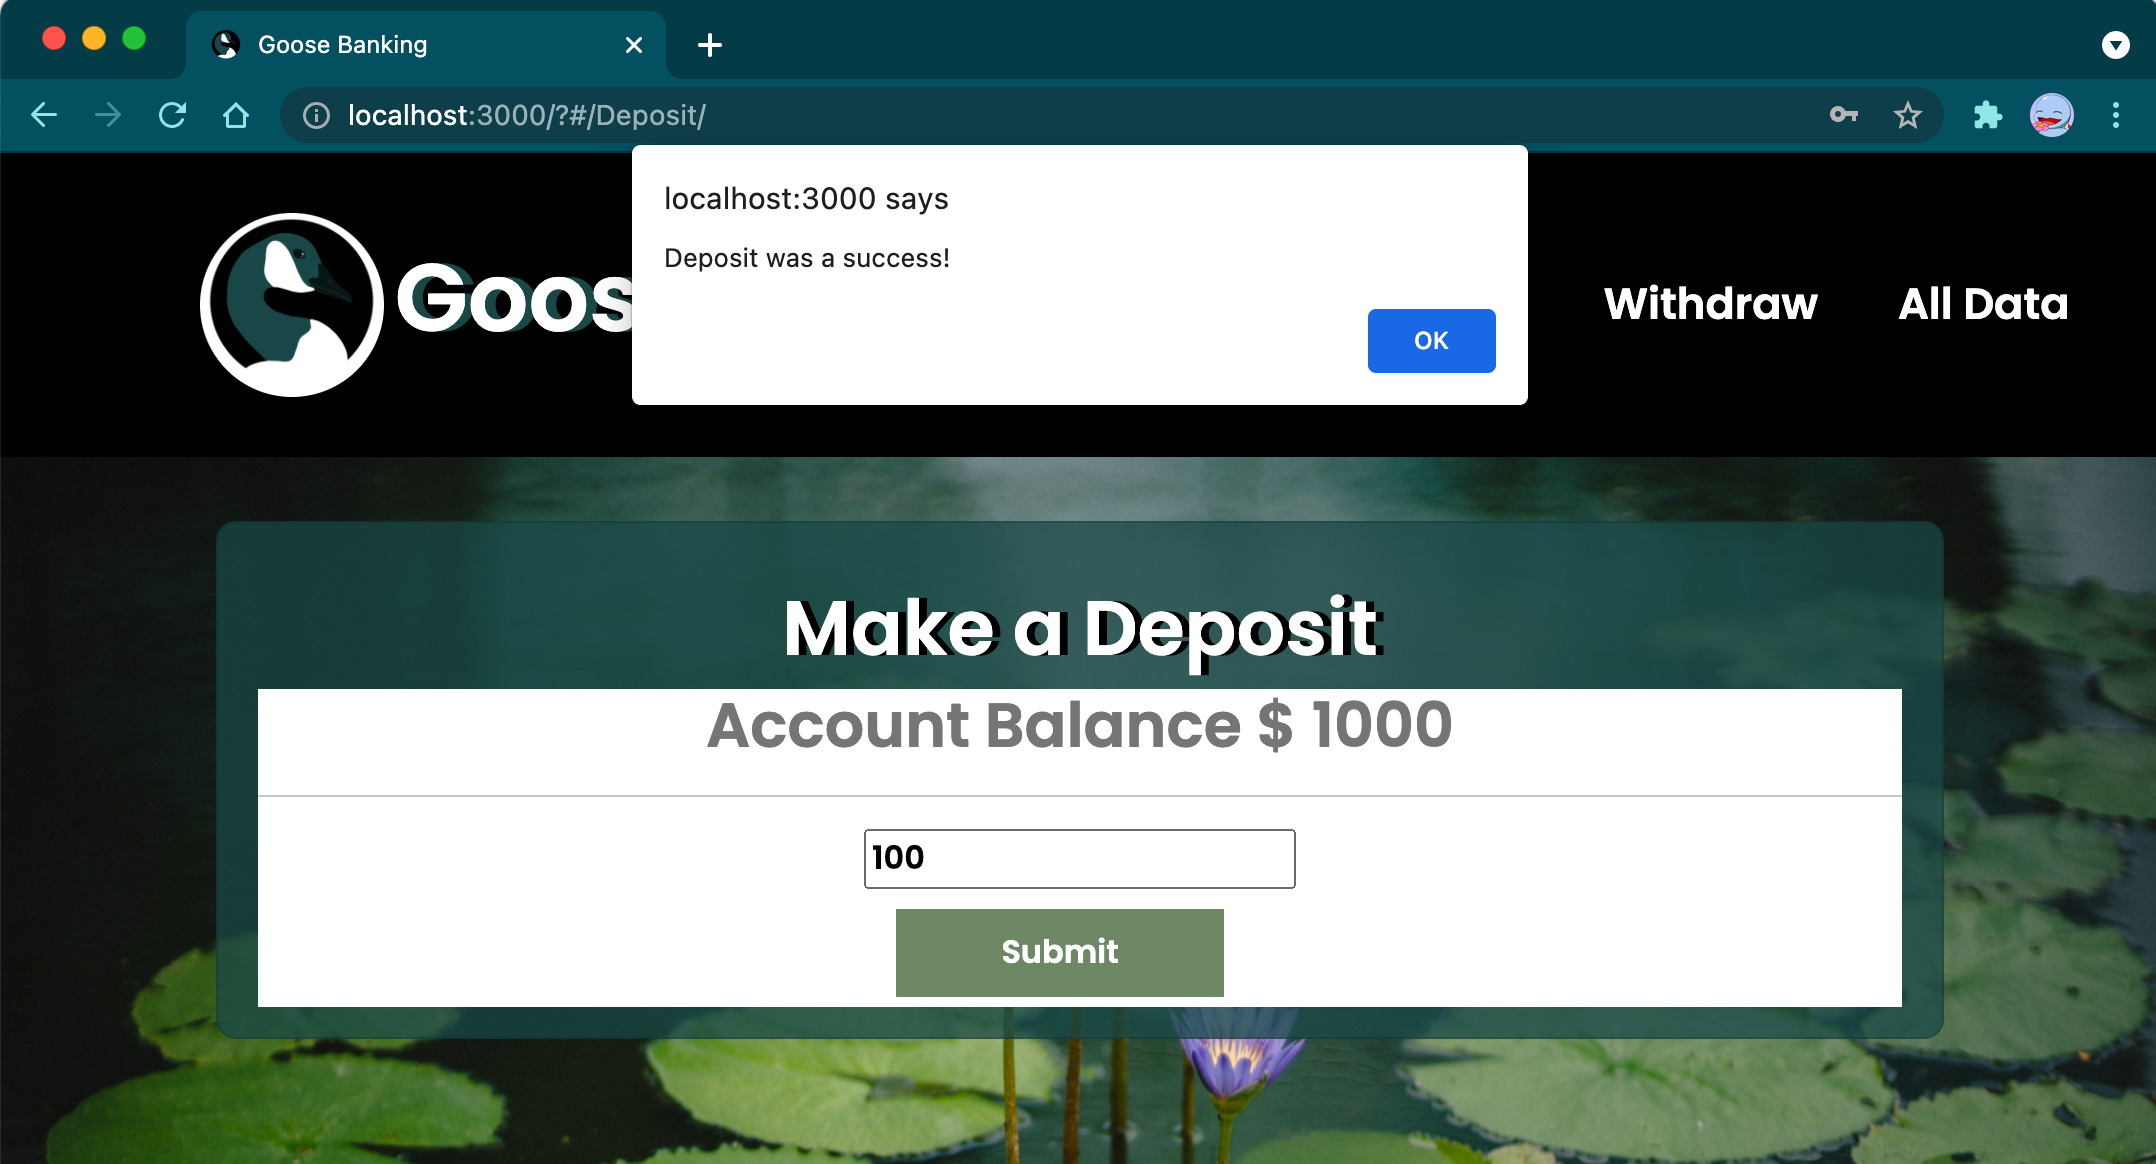 Goose Banking
localhost:3000/?#/Deposit/
localhost:3000 says
Deposit was a success!
OK
Goos
Withdraw
All Data
Make a Deposit
Account Balance $ 1000
100
Submit